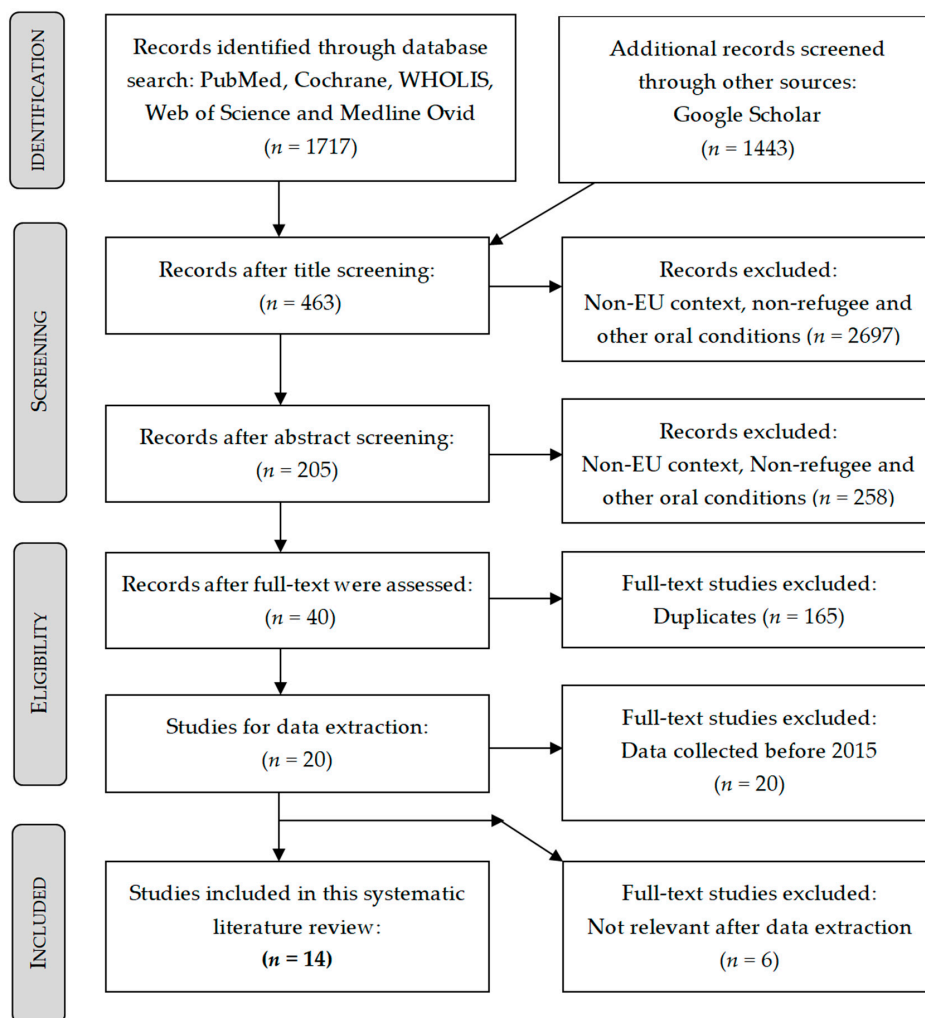 IDENTIFICATION
Records identified through database
search: PubMed, Cochrane, WHOLIS,
Web of Science and Medline Ovid
(n = 1717)
Additional records screened
through other sources:
Google Scholar
(n = 1443)
SCREENING
Records after title screening:
(n = 463)
Records excluded:
Non-EU context, non-refugee and
other oral conditions (n = 2697)
Records after abstract screening:
(n = 205)
Records excluded:
Non-EU context, Non-refugee and
other oral conditions (n = 258)
ELIGIBILITY
Records after full-text were assessed:
(n = 40)
Full-text studies excluded:
Duplicates (n = 165)
Studies for data extraction:
(n = 20)
Full-text studies excluded:
Data collected before 2015
(n = 20)
INCLUDED
Studies included in this systematic
literature review:
(n = 14)
Full-text studies excluded:
Not relevant after data extraction
(n = 6)